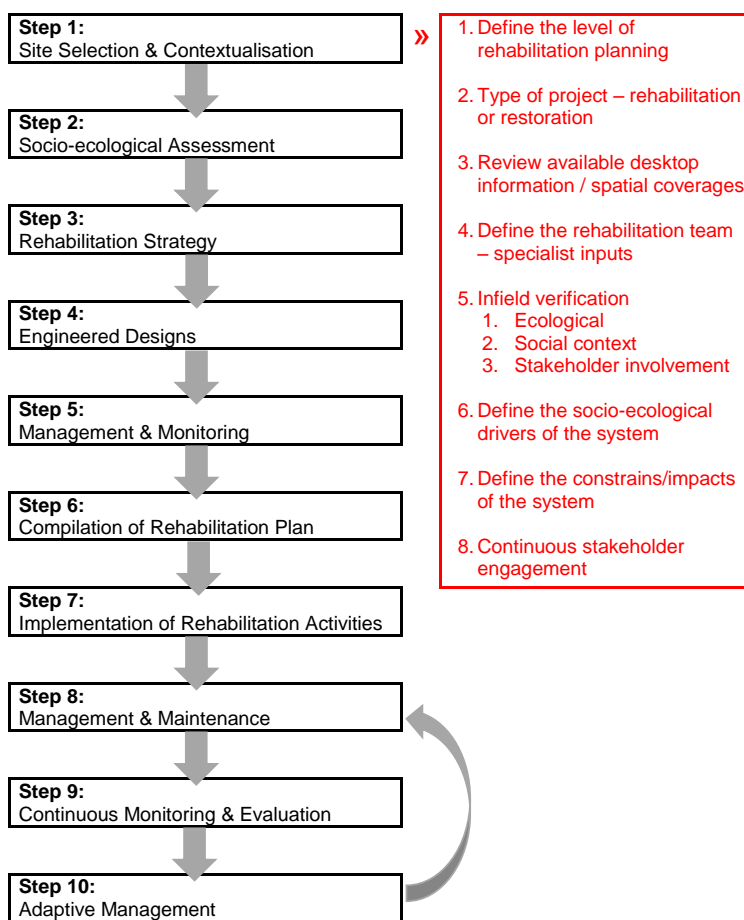 Step 1:
Site Selection & Contextualisation
»
Step 2:
Socio-ecological Assessment
Step 3:
Rehabilitation Strategy
Step 4:
Engineered Designs
Step 5:
Management & Monitoring
Step 6:
Compilation of Rehabilitation Plan
Step 7:
Implementation of Rehabilitation Activities
Step 8:
Management & Maintenance
Step 9:
Continuous Monitoring & Evaluation
Step 10:
Adaptive Management
1. Define the level of
rehabilitation planning
2. Type of project – rehabilitation
or restoration
3. Review available desktop
information / spatial coverages
4. Define the rehabilitation team
– specialist inputs
5. Infield verification
1. Ecological
2. Social context
3. Stakeholder involvement
6. Define the socio-ecological
drivers of the system
7. Define the constrains/impacts
of the system
8. Continuous stakeholder
engagement